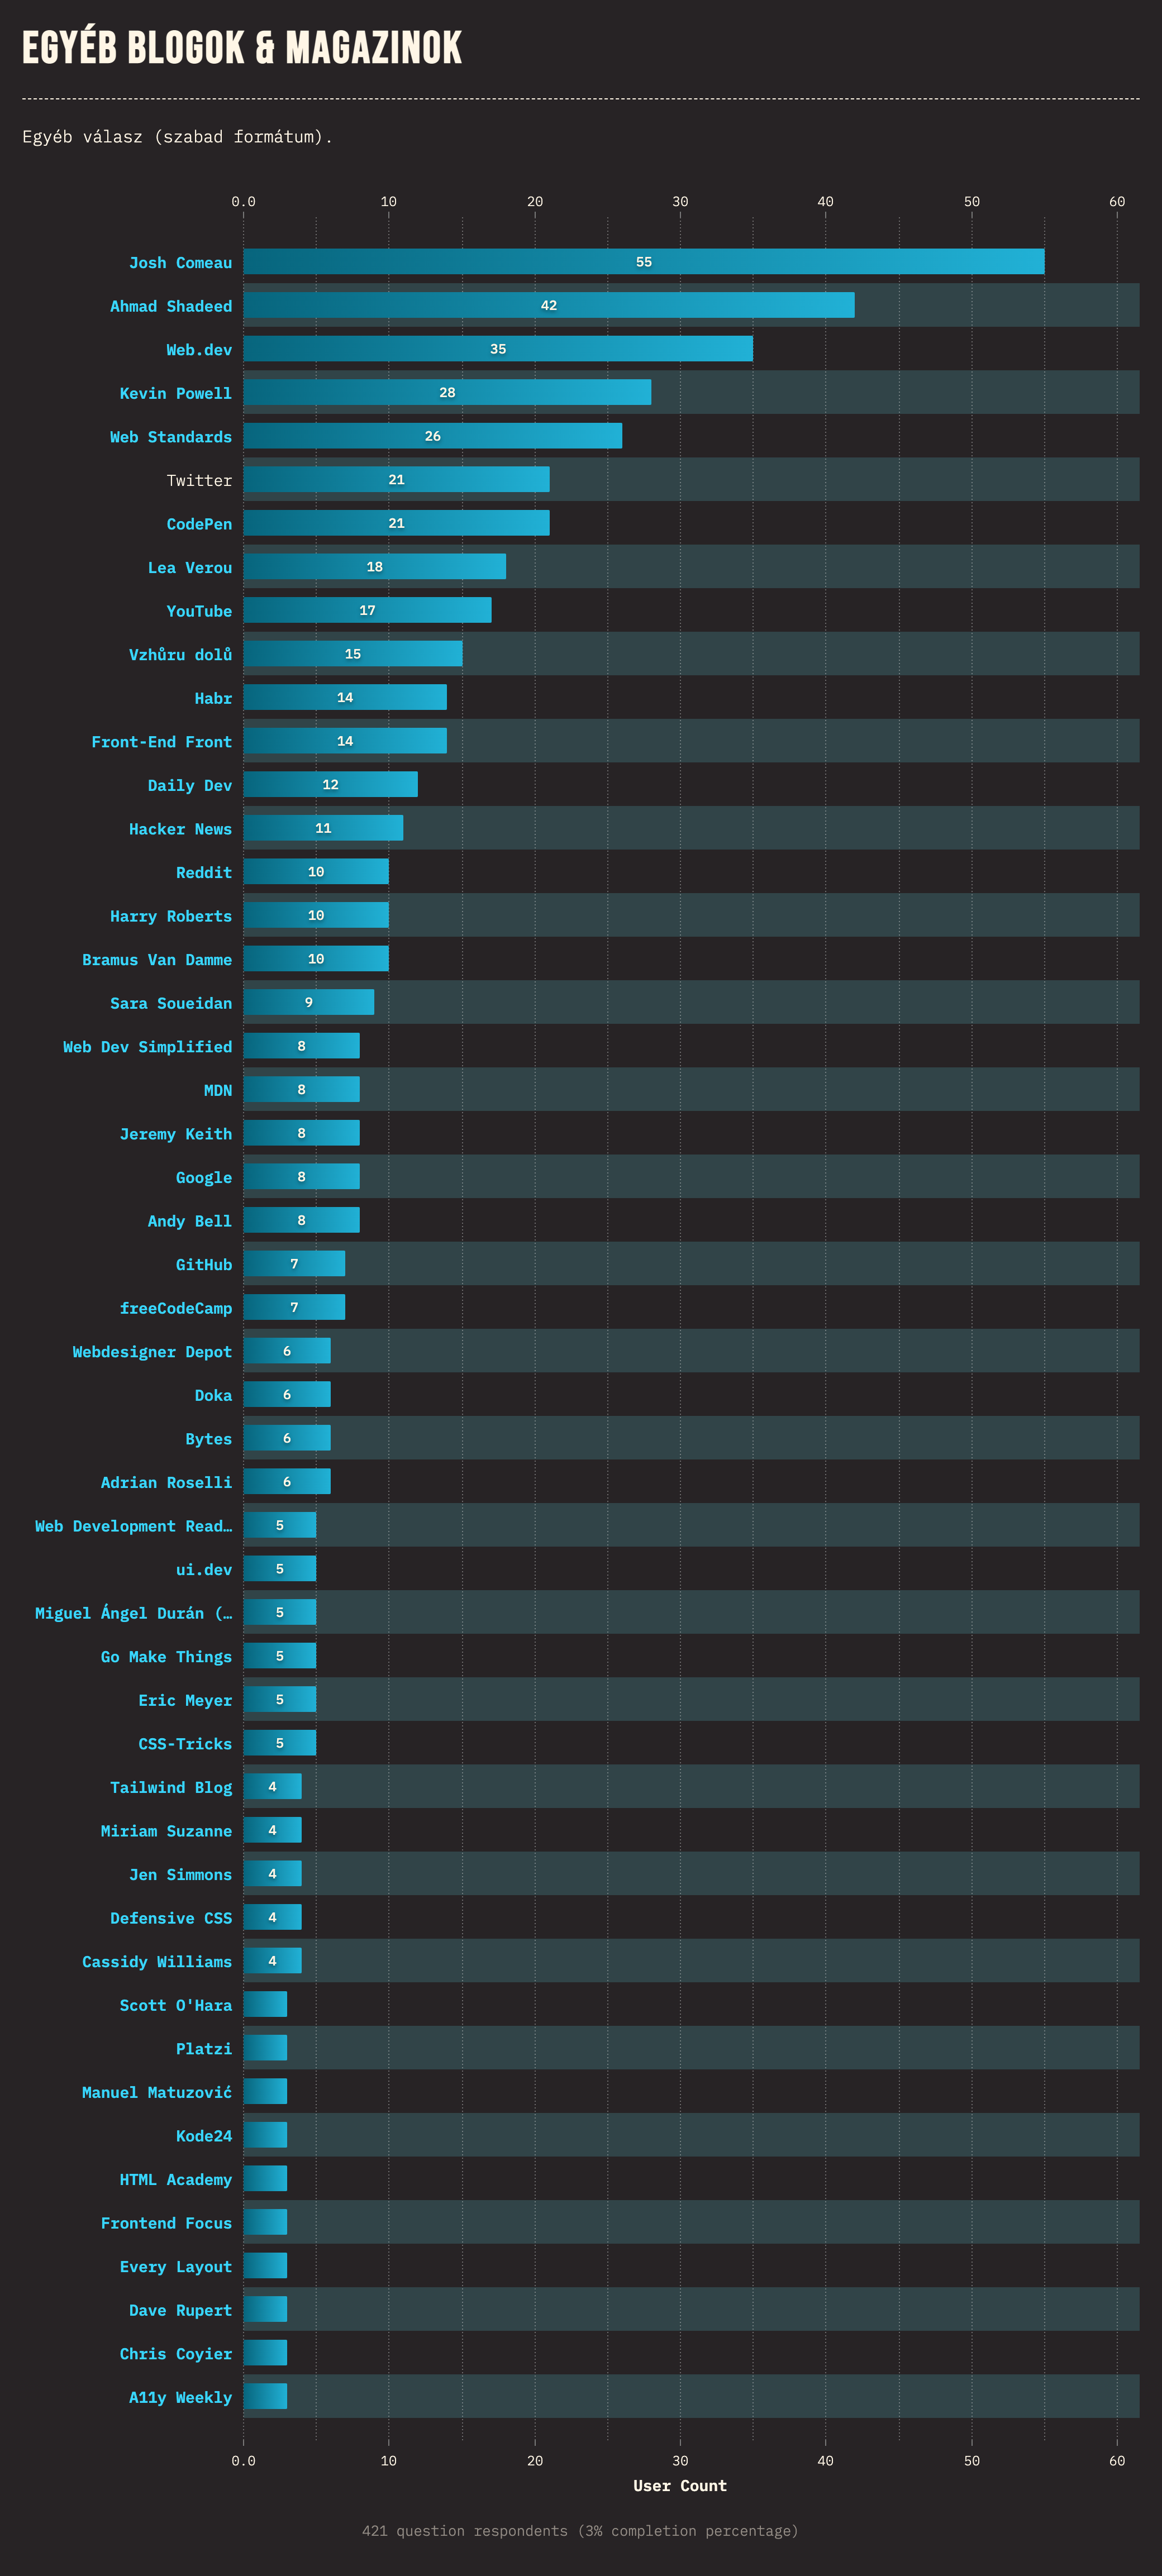 EGYÉB BLOGOK & MAGAZINOK
Egyéb válasz (szabad formátum).
0.0 10 20 30 40 50 60
Josh Comeau 55
Ahmad Shadeed 42
Web.dev 35
Kevin Powell 28
Web Standards 26
Twitter 21
CodePen 21
Lea Verou 18
YouTube 17
Vzhůru dolů 15
Habr 14
Front-End Front 14
Daily Dev 12
Hacker News 11
Reddit 10
Harry Roberts 10
Bramus Van Damme 10
Sara Soueidan 9
Web Dev Simplified 8
MDN 8
Jeremy Keith 8
Google 8
Andy Bell 8
GitHub 7
freeCodeCamp 7
Webdesigner Depot 6
Doka 6
Bytes 6
Adrian Roselli 6
Web Development Read… 5
ui.dev 5
Miguel Ángel Durán (… 5
Go Make Things 5
Eric Meyer 5
CSS-Tricks 5
Tailwind Blog 4
Miriam Suzanne 4
Jen Simmons 4
Defensive CSS 4
Cassidy Williams 4
Scott O'Hara
Platzi
Manuel Matuzović
Kode24
HTML Academy
Frontend Focus
Every Layout
Dave Rupert
Chris Coyier
A11y Weekly
0.0 10 20 30 40 50 60
User Count
421 question respondents (3% completion percentage)